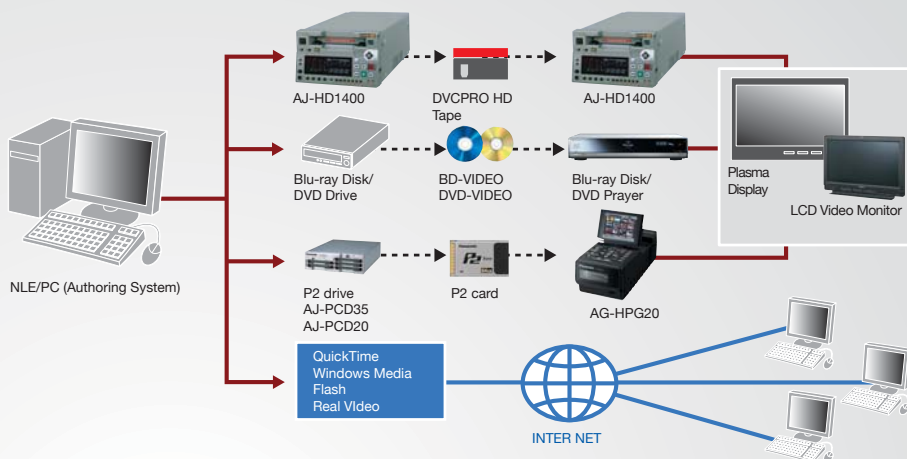 AJ-HD1400
DVCPRO HD
Tape
AJ-HD1400
Blu-ray Disk/
DVD Drive
BD-VIDEO
DVD-VIDEO
Blu-ray Disk/
DVD Prayer
Plasma
Display
LCD Video Monitor
NLE/PC (Authoring System)
P2 drive
AJ-PCD35
AJ-PCD20
P2
P2 card
AG-HPG20
QuickTime
Windows Media
Flash
Real VIdeo
INTER NET